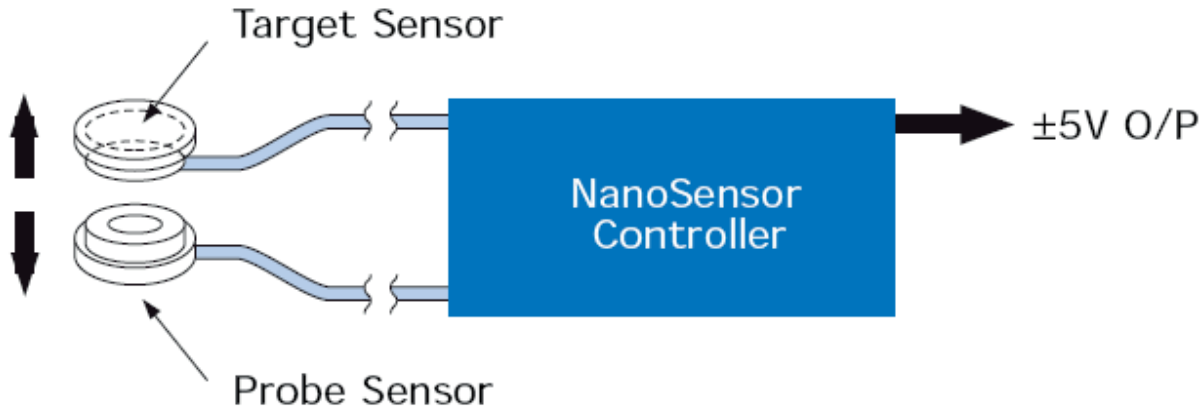 Target Sensor
±5V O/P
NanoSensor
Controller
Probe Sensor